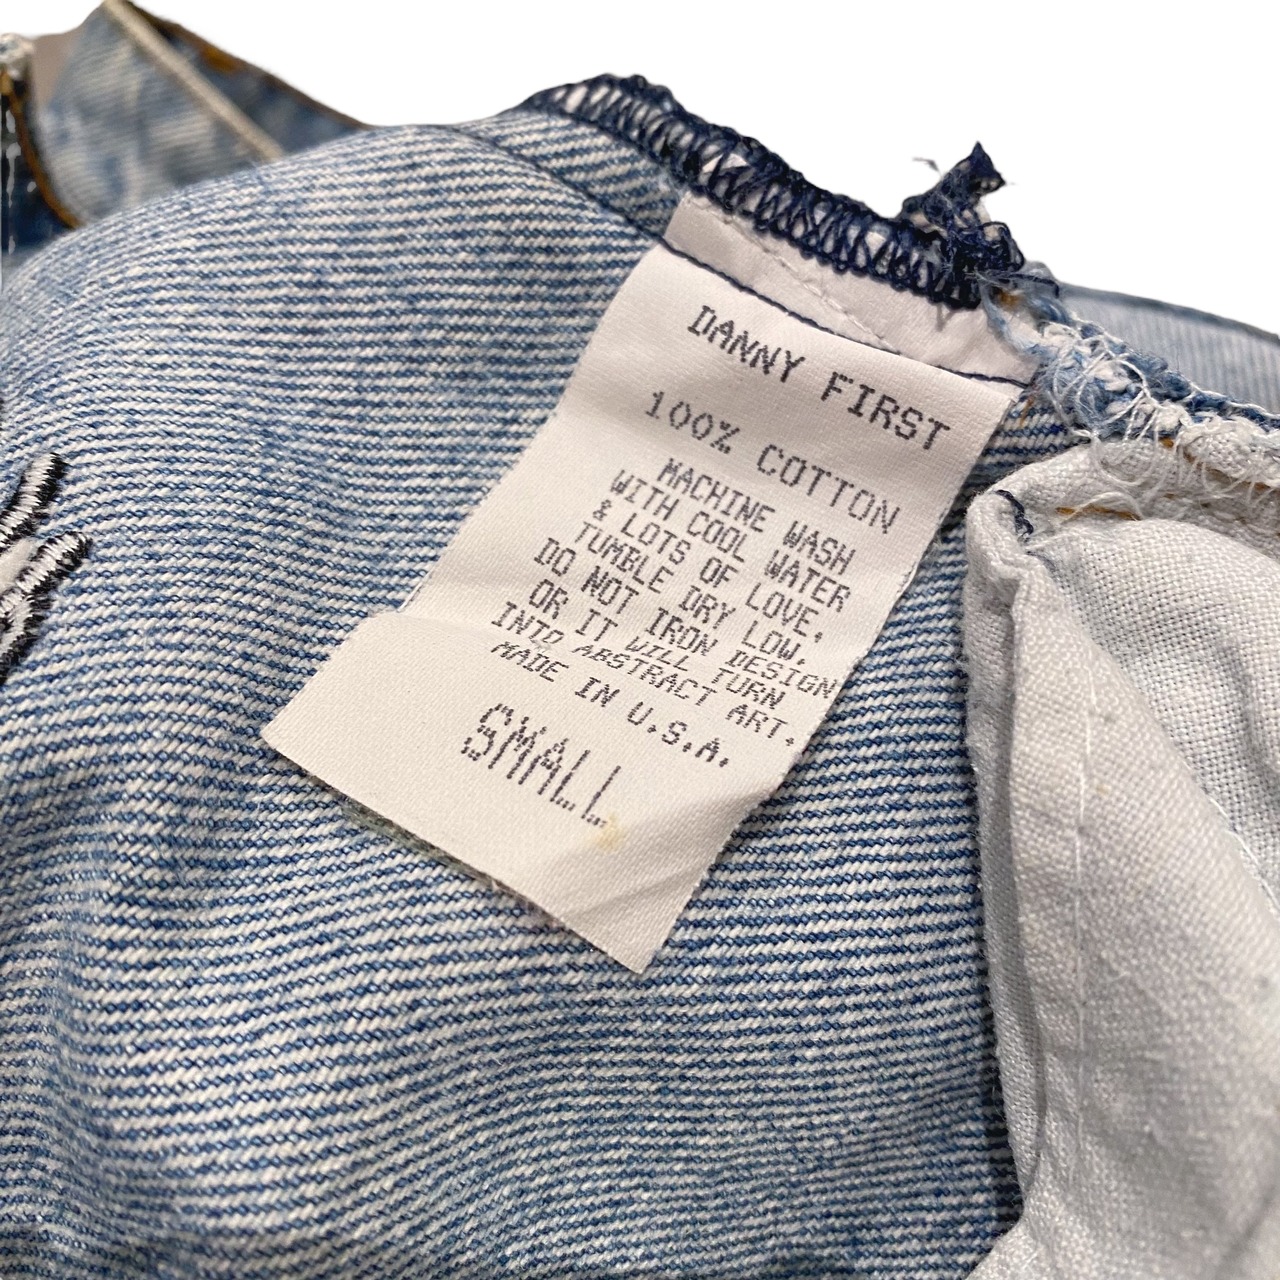 DANNY FIRST
100% COTTON
MACHINE WASH
WITH COOL WATER
& LOTS OF LOVE.
TUMBLE DRY LOW.
DO NOT IRON DESIGN
OR IT WILL TURN
INTO ABSTRACT ART.
MADE IN U.S.A.
SMALL